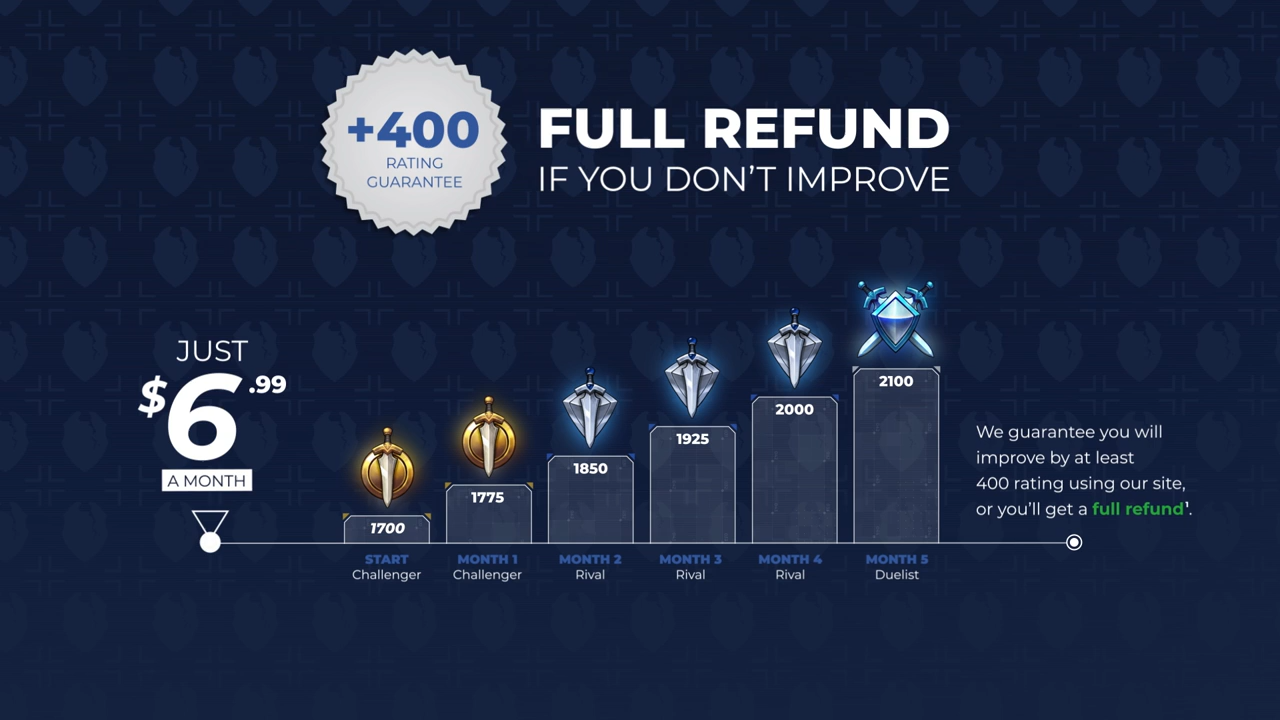 +400
RATING
GUARANTEE
FULL REFUND
IF YOU DON'T IMPROVE
JUST
$6.99
A MONTH
1700
1775
1850
1925
2000
2100
START
Challenger
MONTH 1
Challenger
MONTH 2
Rival
MONTH 3
Rival
MONTH 4
Rival
MONTH 5
Duelist
We guarantee you will
improve by at least
400 rating using our site,
or you'll get a full refund¹.